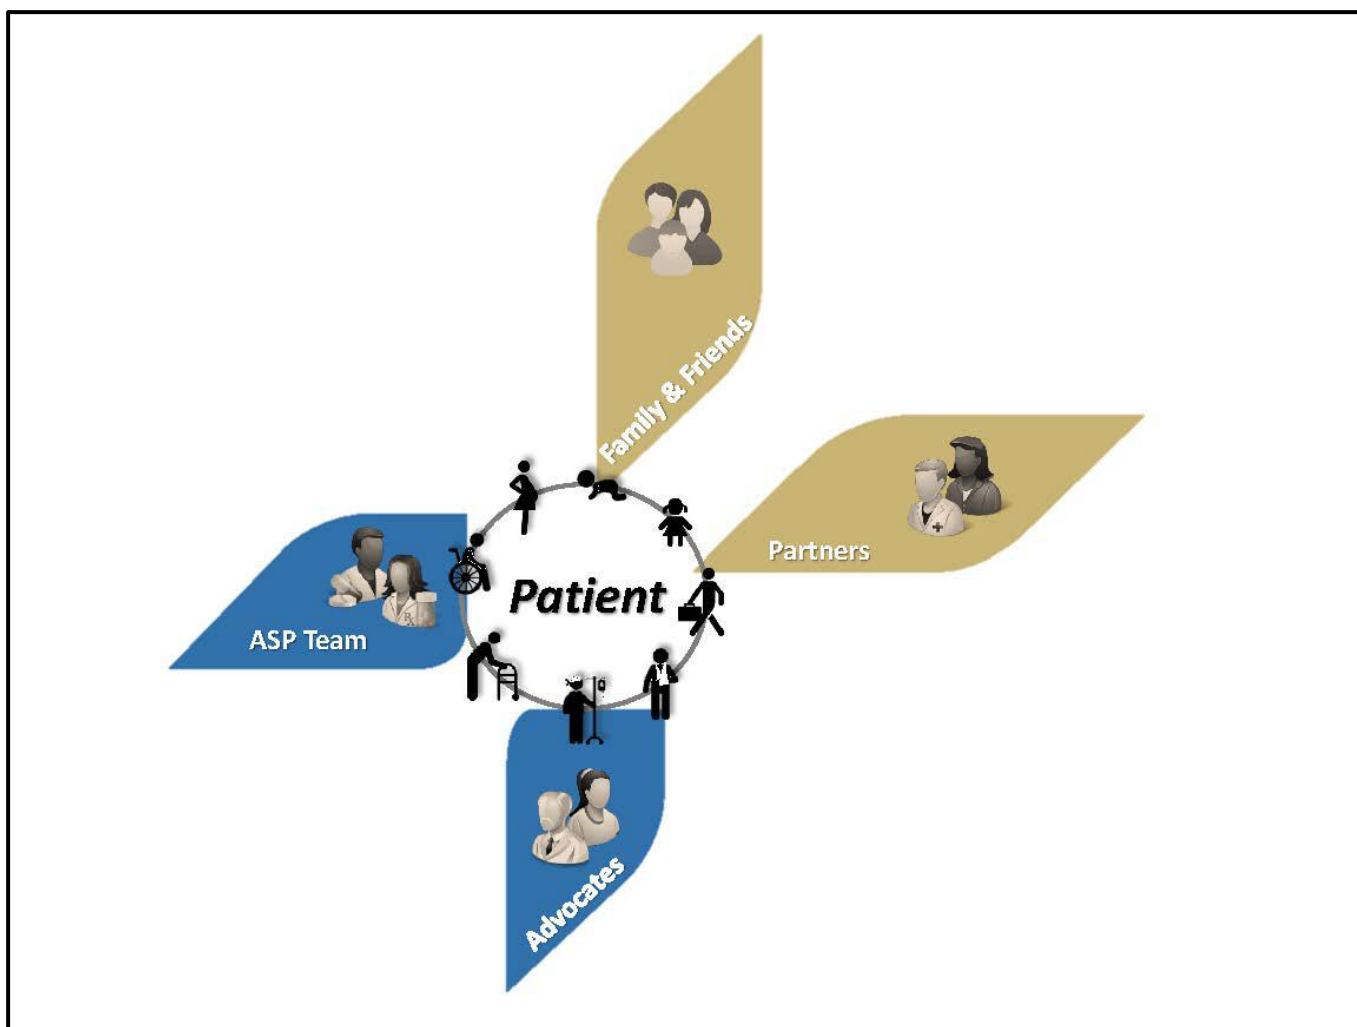 Family & Friends
Partners
Patient
ASP Team
Advocates